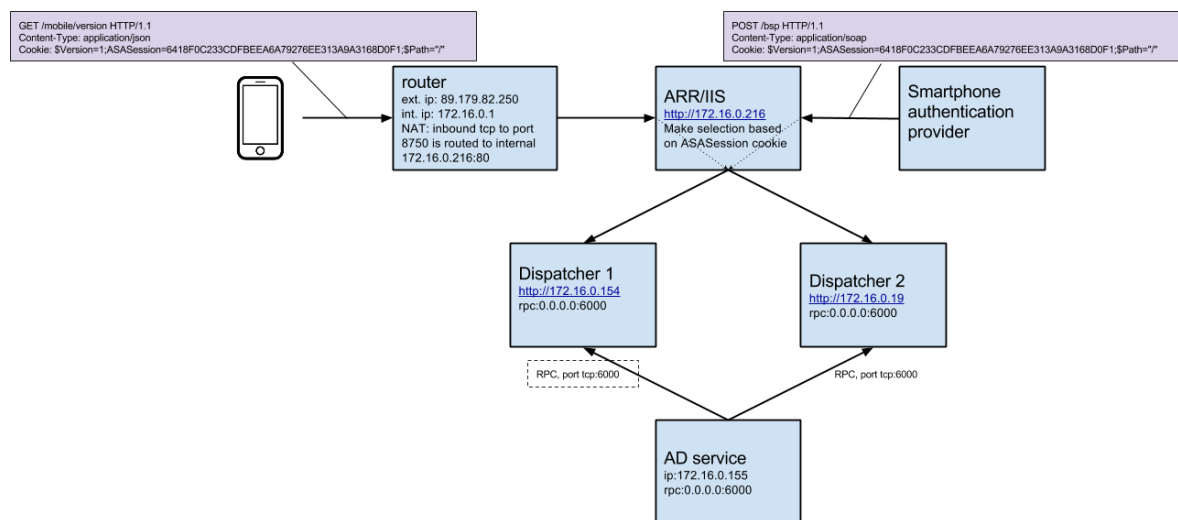 GET /mobile/version HTTP/1.1
Content-Type: application/json
Cookie: $Version=1;ASASession=6418F0C233CDFBEEA6A79276EE313A9A3168D0F1;$Path="/"
POST /bsp HTTP/1.1
Content-Type: application/soap
Cookie: $Version=1;ASASession=6418F0C233CDFBEEA6A79276EE313A9A3168D0F1;$Path="/"
router
ext. ip: 89.179.82.250
int. ip: 172.16.0.1
NAT: inbound tcp to port
8750 is routed to internal
172.16.0.216:80
ARR/IIS
http://172.16.0.216
Make selection based
on ASASession cookie
Smartphone
authentication
provider
Dispatcher 1
http://172.16.0.154
rpc:0.0.0.0:6000
Dispatcher 2
http://172.16.0.19
rpc:0.0.0.0:6000
RPC, port tcp:6000
RPC, port tcp:6000
AD service
ip:172.16.0.155
rpc:0.0.0.0:6000